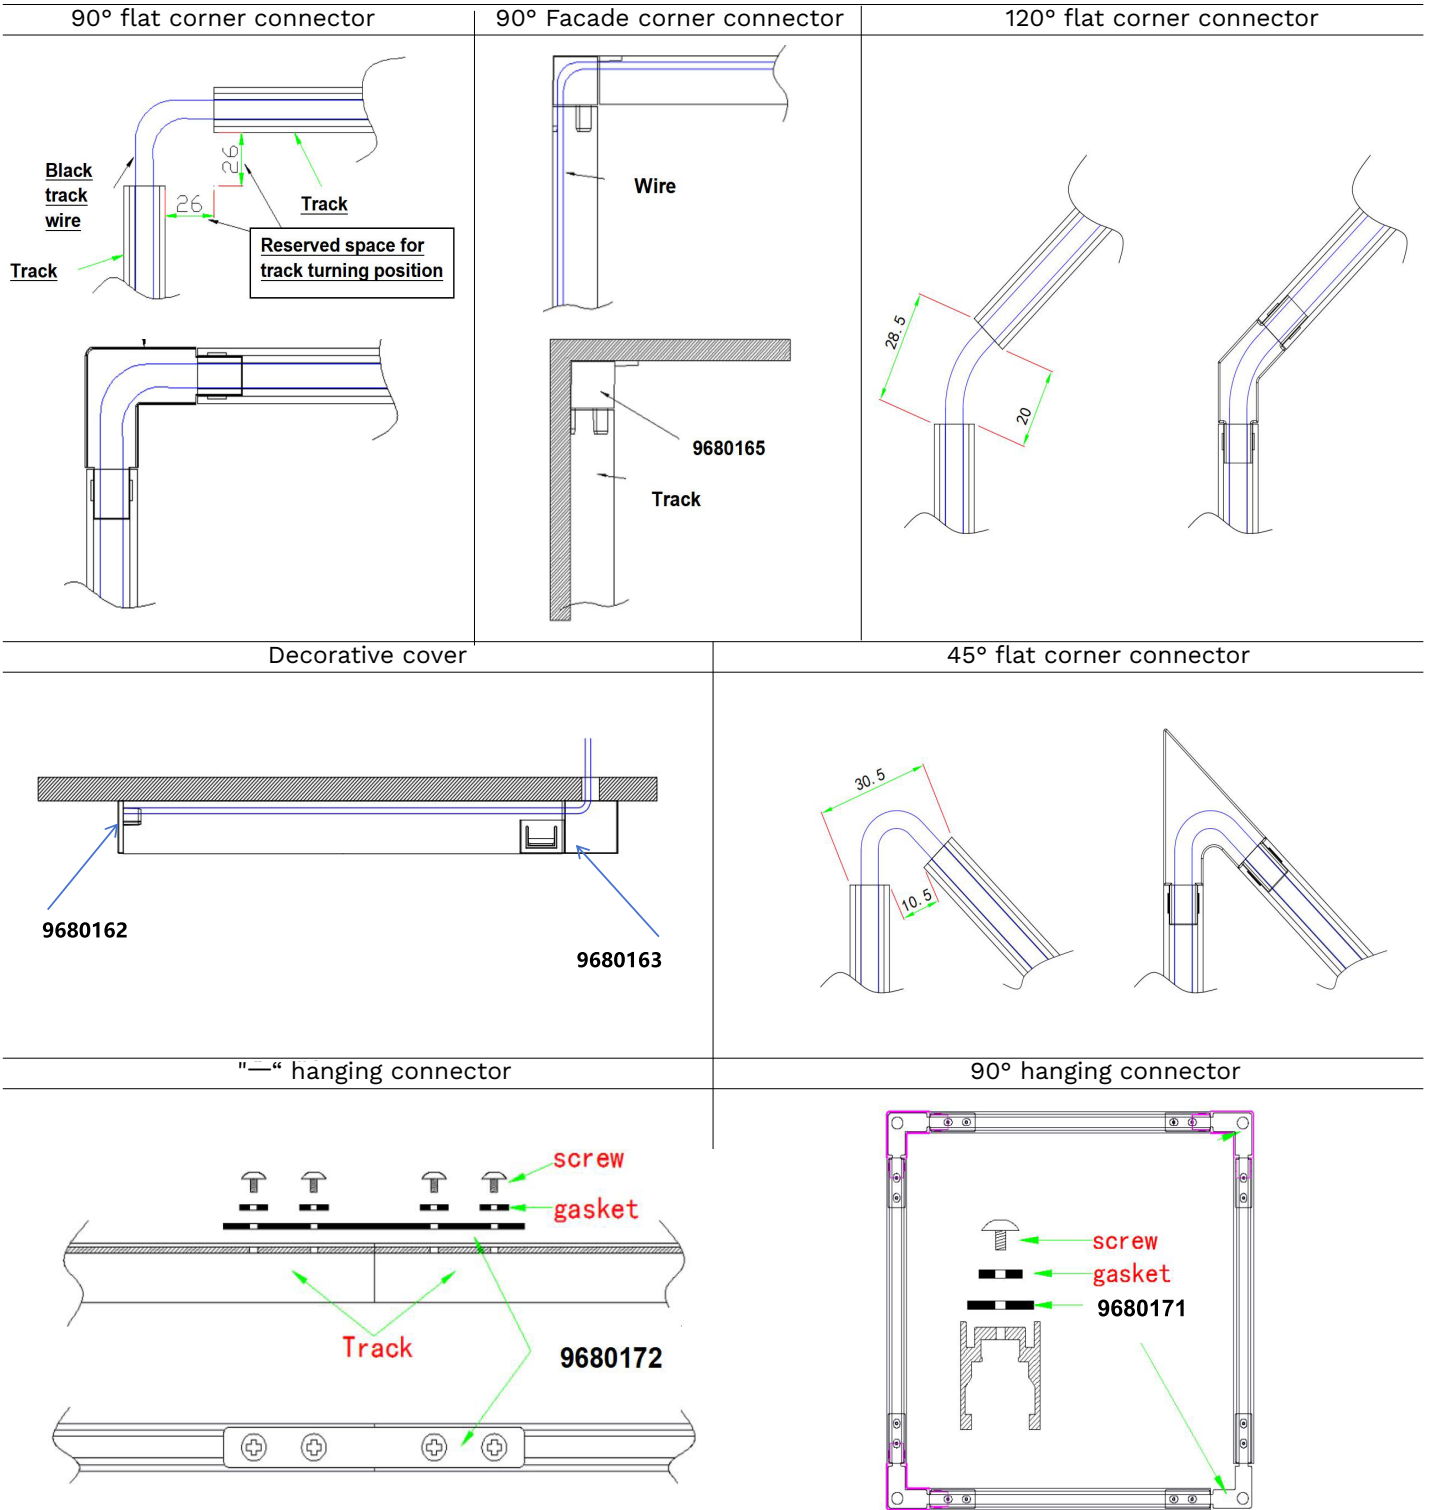 90° flat corner connector
90° Facade corner connector
120° flat corner connector
Black
track
wire
26
26
Track
Track
Reserved space for
track turning position
Wire
9680165
Track
28.5
20
Decorative cover
45° flat corner connector
9680162
9680163
30.5
10.5
"一“ hanging connector
90° hanging connector
screw
gasket
Track
9680172
screw
gasket
9680171